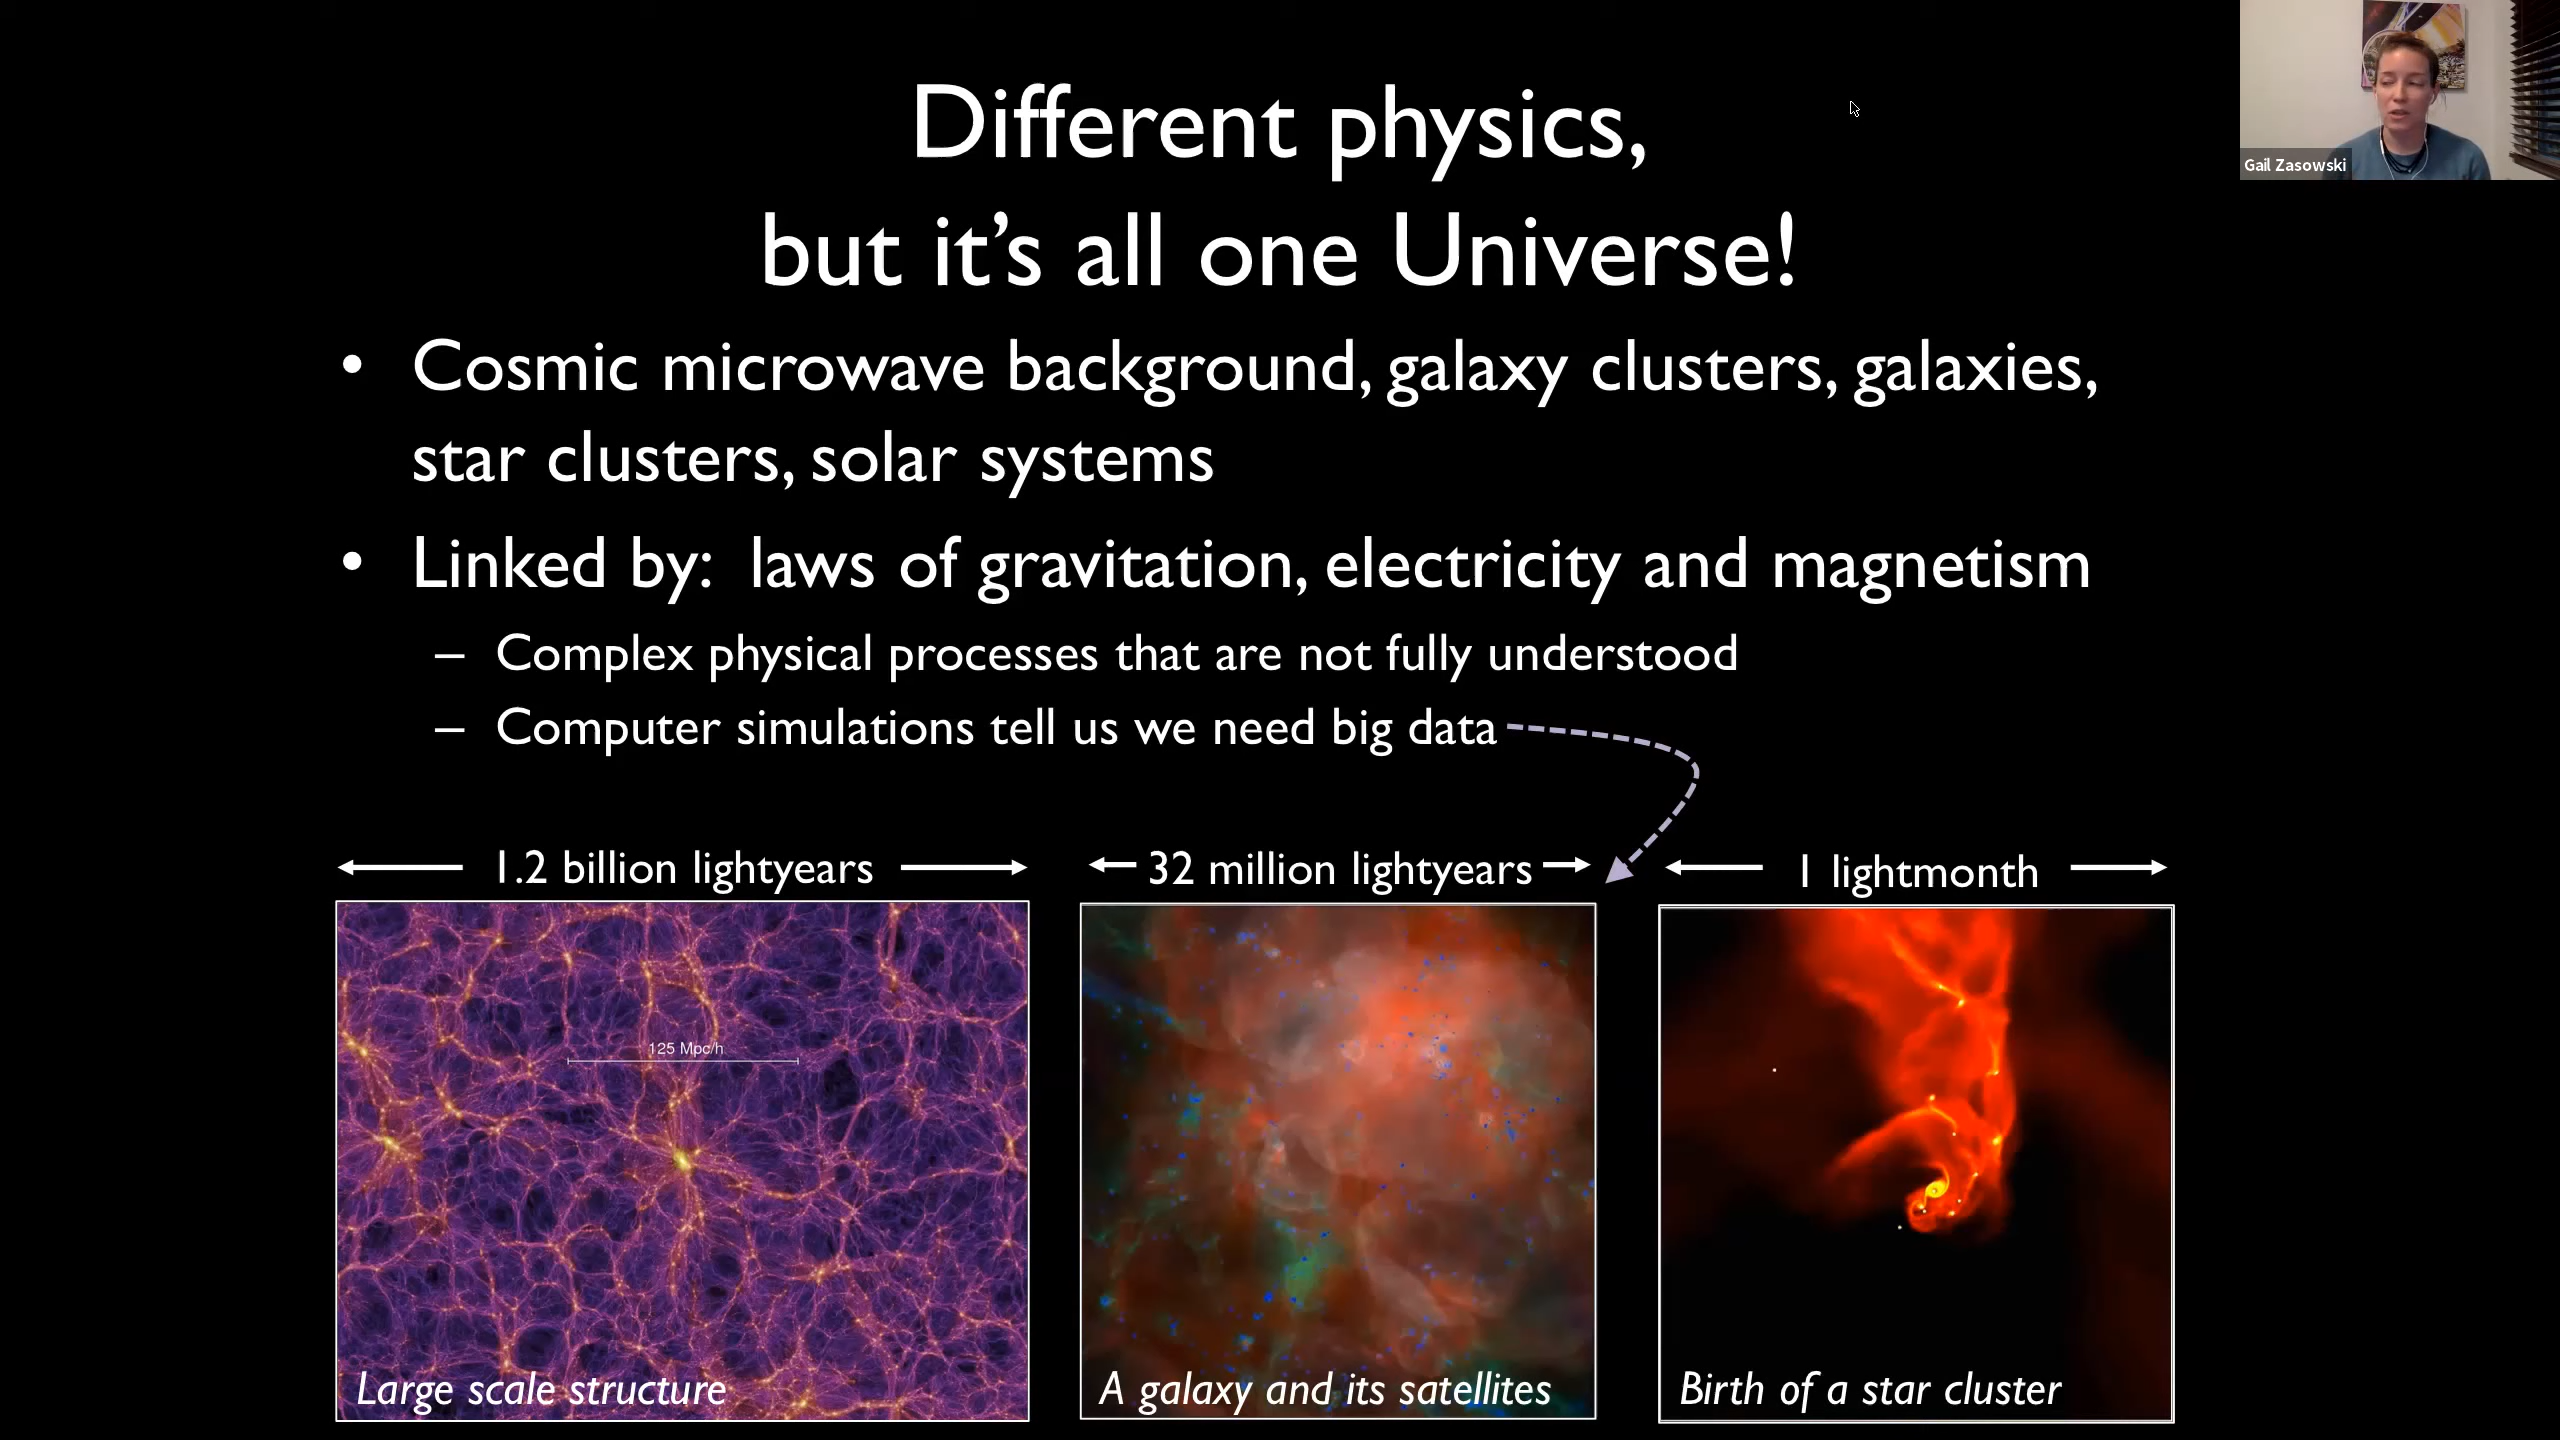 Different physics,
but it's all one Universe!
Gail Zasowski
• Cosmic microwave background, galaxy clusters, galaxies,
star clusters, solar systems
• Linked by: laws of gravitation, electricity and magnetism
– Complex physical processes that are not fully understood
– Computer simulations tell us we need big data
1.2 billion lightyears
32 million lightyears
1 lightmonth
125 Mpc/h
Large scale structure
A galaxy and its satellites
Birth of a star cluster